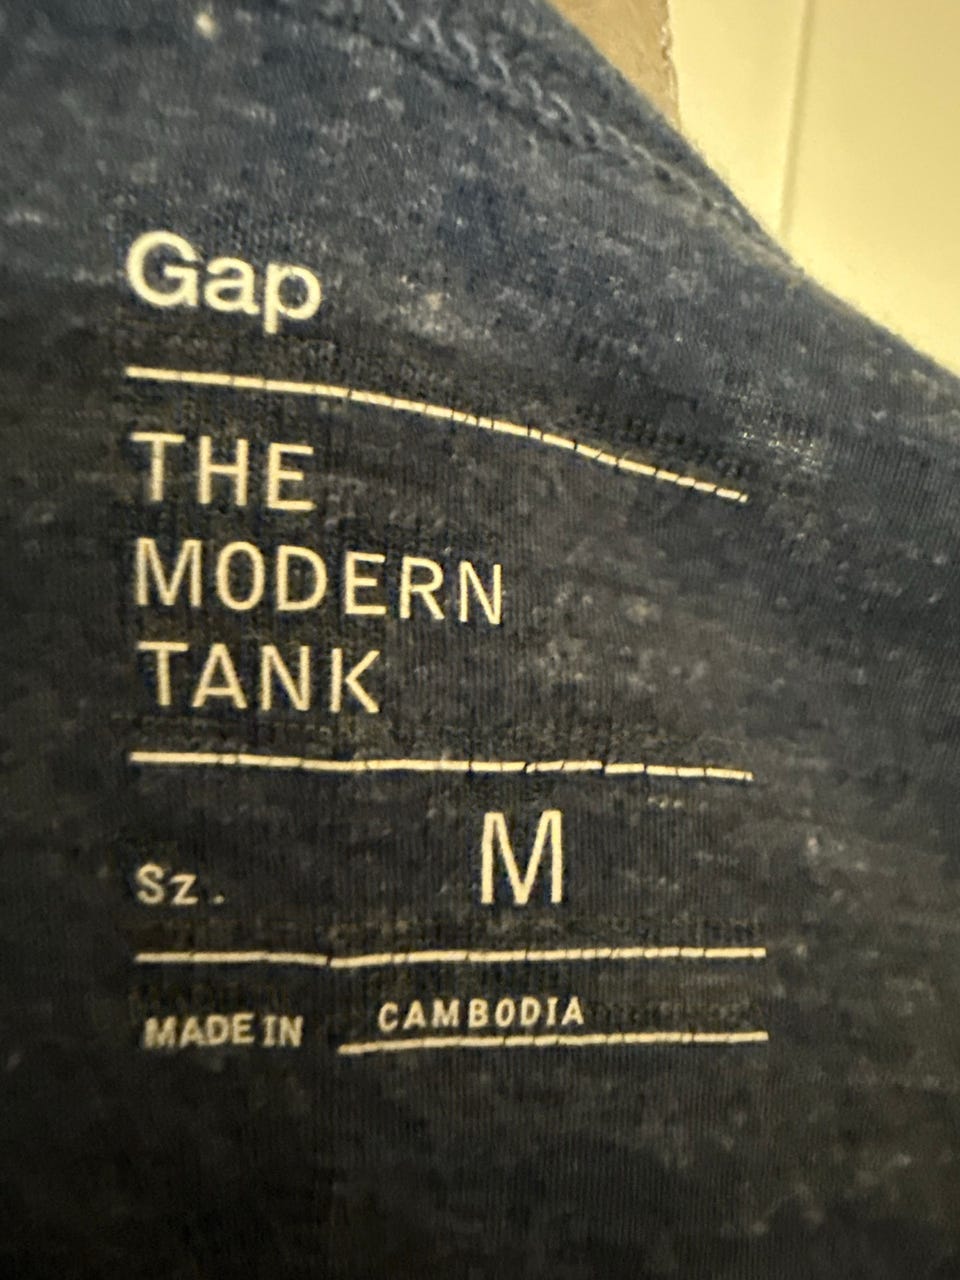 Gap
THE
MODERN
TANK
Sz. M
MADE IN CAMBODIA